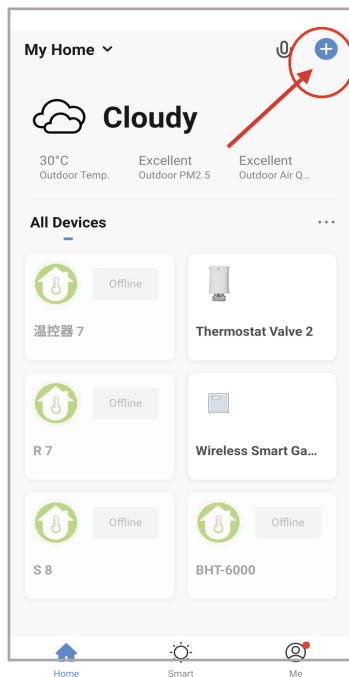 My Home
Cloudy
30°C Excellent Excellent
Outdoor Temp. Outdoor PM2.5 Outdoor Air Q...
All Devices
Offline
温控器 7 Thermostat Valve 2
Offline
R 7 Wireless Smart Ga...
Offline Offline
S 8 BHT-6000
Home Smart Me